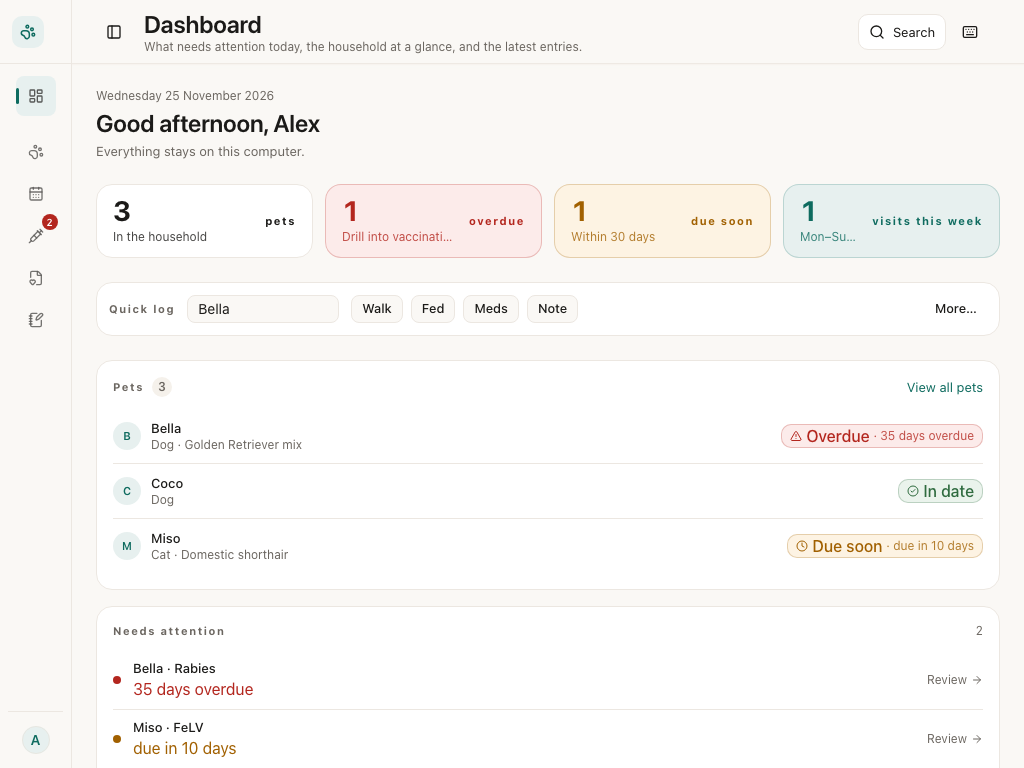 Dashboard
What needs attention today, the household at a glance, and the latest entries.
Search
Wednesday 25 November 2026
Good afternoon, Alex
Everything stays on this computer.
3
pets
In the household
1
overdue
Drill into vaccinati...
1
due soon
Within 30 days
1
visits this week
Mon–Su...
2
Quick log
Bella
Walk
Fed
Meds
Note
More...
Pets 3
View all pets
B
Bella
Dog · Golden Retriever mix
Overdue · 35 days overdue
C
Coco
Dog
In date
M
Miso
Cat · Domestic shorthair
Due soon · due in 10 days
Needs attention
2
Bella · Rabies
35 days overdue
Review →
Miso · FeLV
due in 10 days
Review →
A